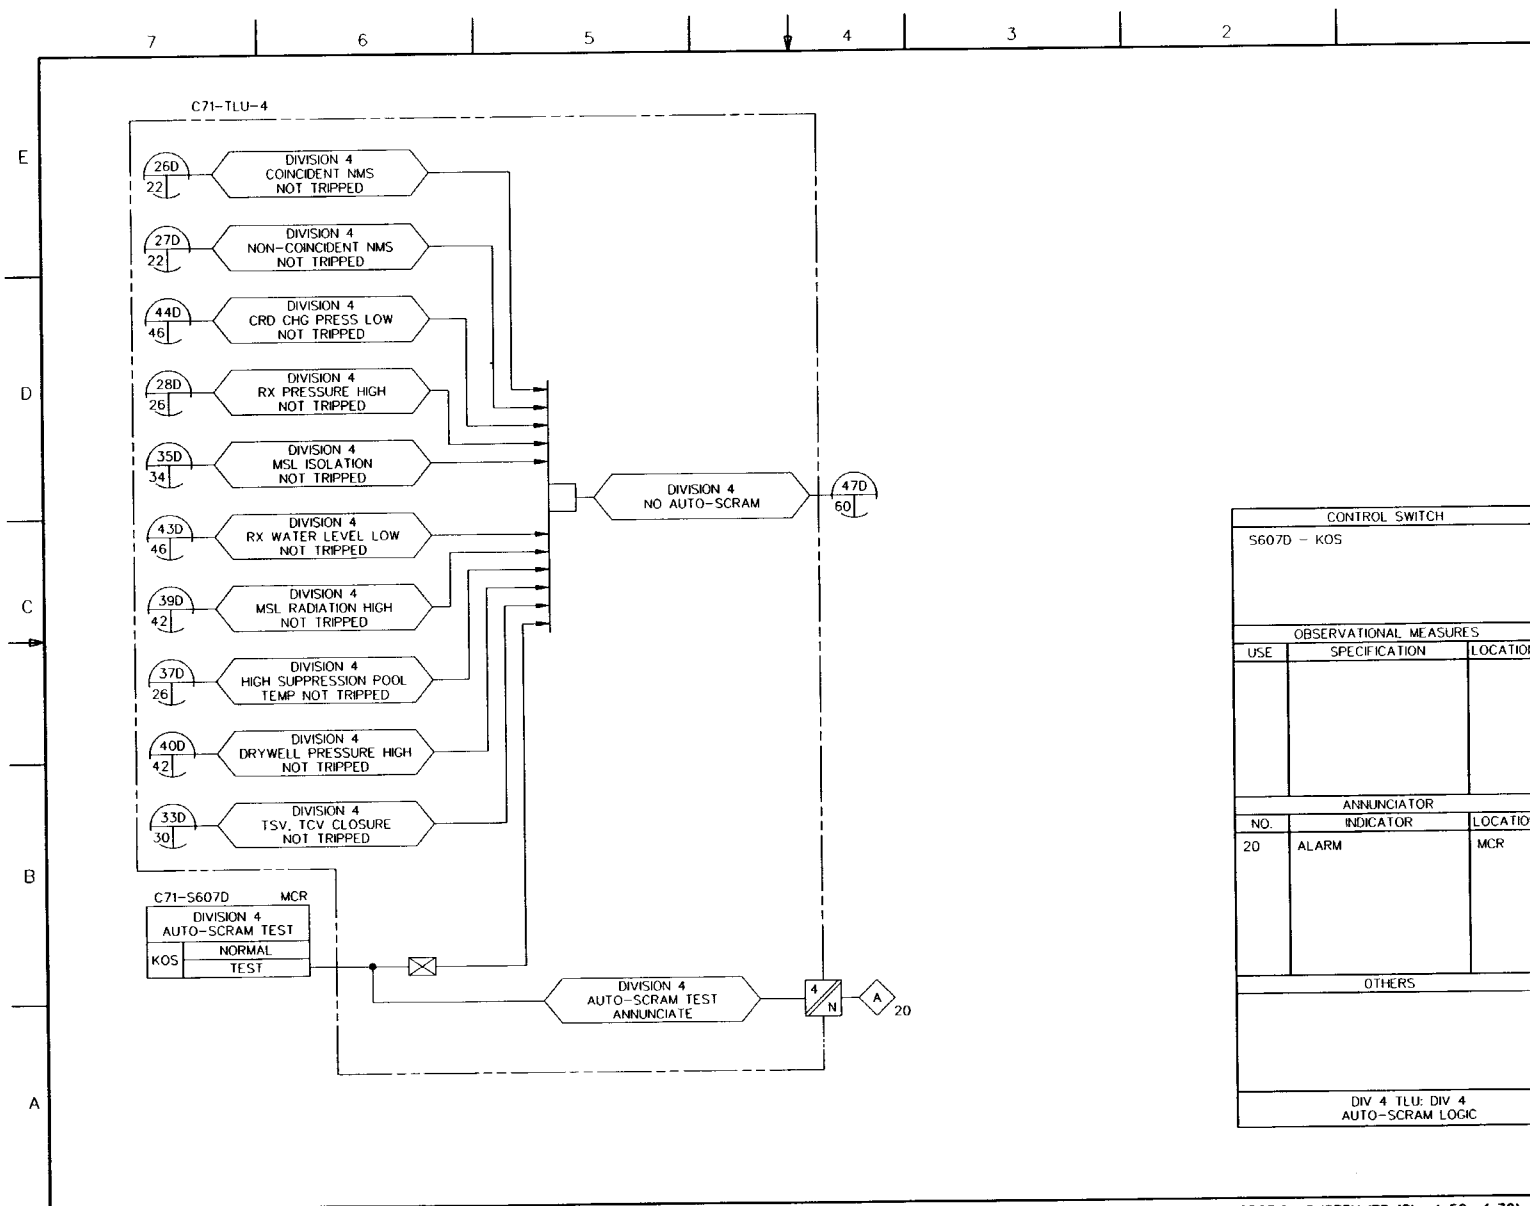 7 6 5 4 3 2
C71-TLU-4
E
26D
22
DIVISION 4
COINCIDENT NMS
NOT TRIPPED
27D
22
DIVISION 4
NON-COINCIDENT NMS
NOT TRIPPED
44D
46
DIVISION 4
CRD CHG PRESS LOW
NOT TRIPPED
D
28D
26
DIVISION 4
RX PRESSURE HIGH
NOT TRIPPED
35D
34
DIVISION 4
MSL ISOLATION
NOT TRIPPED
DIVISION 4
NO AUTO-SCRAM
47D
60
43D
46
DIVISION 4
RX WATER LEVEL LOW
NOT TRIPPED
C
39D
42
DIVISION 4
MSL RADIATION HIGH
NOT TRIPPED
37D
26
DIVISION 4
HIGH SUPPRESSION POOL
TEMP NOT TRIPPED
40D
42
DIVISION 4
DRYWELL PRESSURE HIGH
NOT TRIPPED
33D
30
DIVISION 4
TSV, TCV CLOSURE
NOT TRIPPED
B
C71-S607D MCR
DIVISION 4
AUTO-SCRAM TEST
KOS
NORMAL
TEST
DIVISION 4
AUTO-SCRAM TEST
ANNUNCIATE
4
N
A
20
A
CONTROL SWITCH
S607D - KOS
OBSERVATIONAL MEASURES
USE SPECIFICATION LOCATION
ANNUNCIATOR
NO. INDICATOR LOCATION
20 ALARM MCR
OTHERS
DIV 4 TLU: DIV 4
AUTO-SCRAM LOGIC